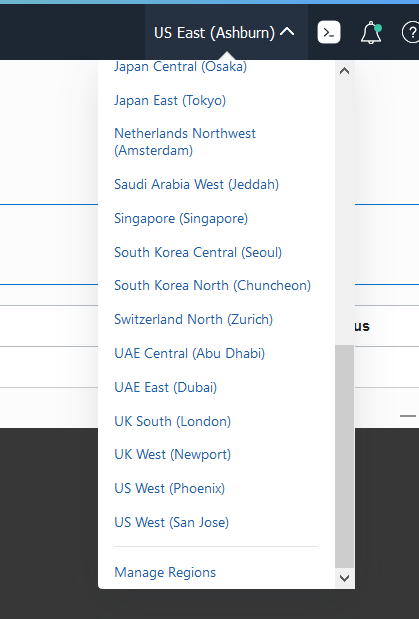 US East (Ashburn)
Japan Central (Osaka)
Japan East (Tokyo)
Netherlands Northwest
(Amsterdam)
Saudi Arabia West (Jeddah)
Singapore (Singapore)
South Korea Central (Seoul)
South Korea North (Chuncheon)
Switzerland North (Zurich)
us
UAE Central (Abu Dhabi)
UAE East (Dubai)
UK South (London)
UK West (Newport)
US West (Phoenix)
US West (San Jose)
Manage Regions